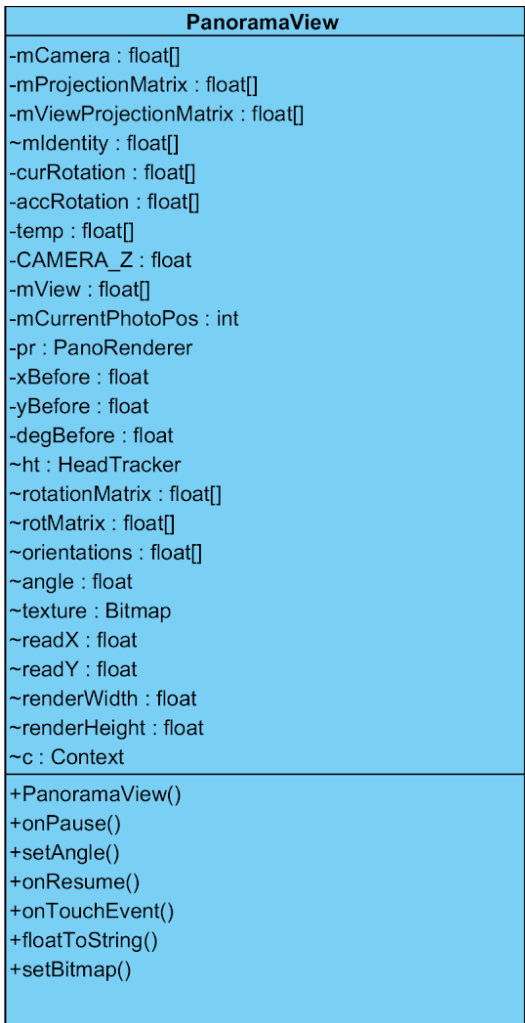 PanoramaView
-mCamera : float[]
-mProjectionMatrix : float[]
-mViewProjectionMatrix : float[]
~mIdentity : float[]
-curRotation : float[]
-accRotation : float[]
-temp : float[]
-CAMERA_Z : float
-mView : float[]
-mCurrentPhotoPos : int
-pr : PanoRenderer
-xBefore : float
-yBefore : float
-degBefore : float
~ht : HeadTracker
~rotationMatrix : float[]
~rotMatrix : float[]
~orientations : float[]
~angle : float
~texture : Bitmap
~readX : float
~readY : float
~renderWidth : float
~renderHeight : float
~c : Context
+PanoramaView()
+onPause()
+setAngle()
+onResume()
+onTouchEvent()
+floatToString()
+setBitmap()